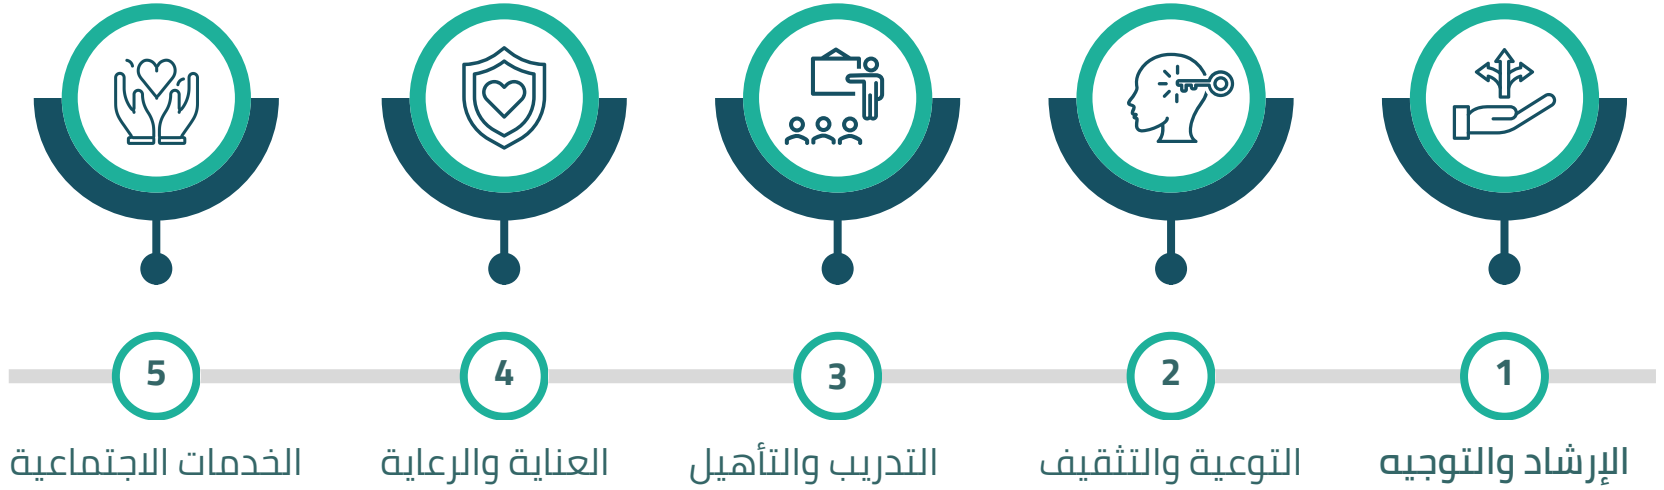 1
الإرشاد والتوجيه
2
التوعية والتثقيف
3
التدريب والتأهيل
4
العناية والرعاية
5
الخدمات الاجتماعية